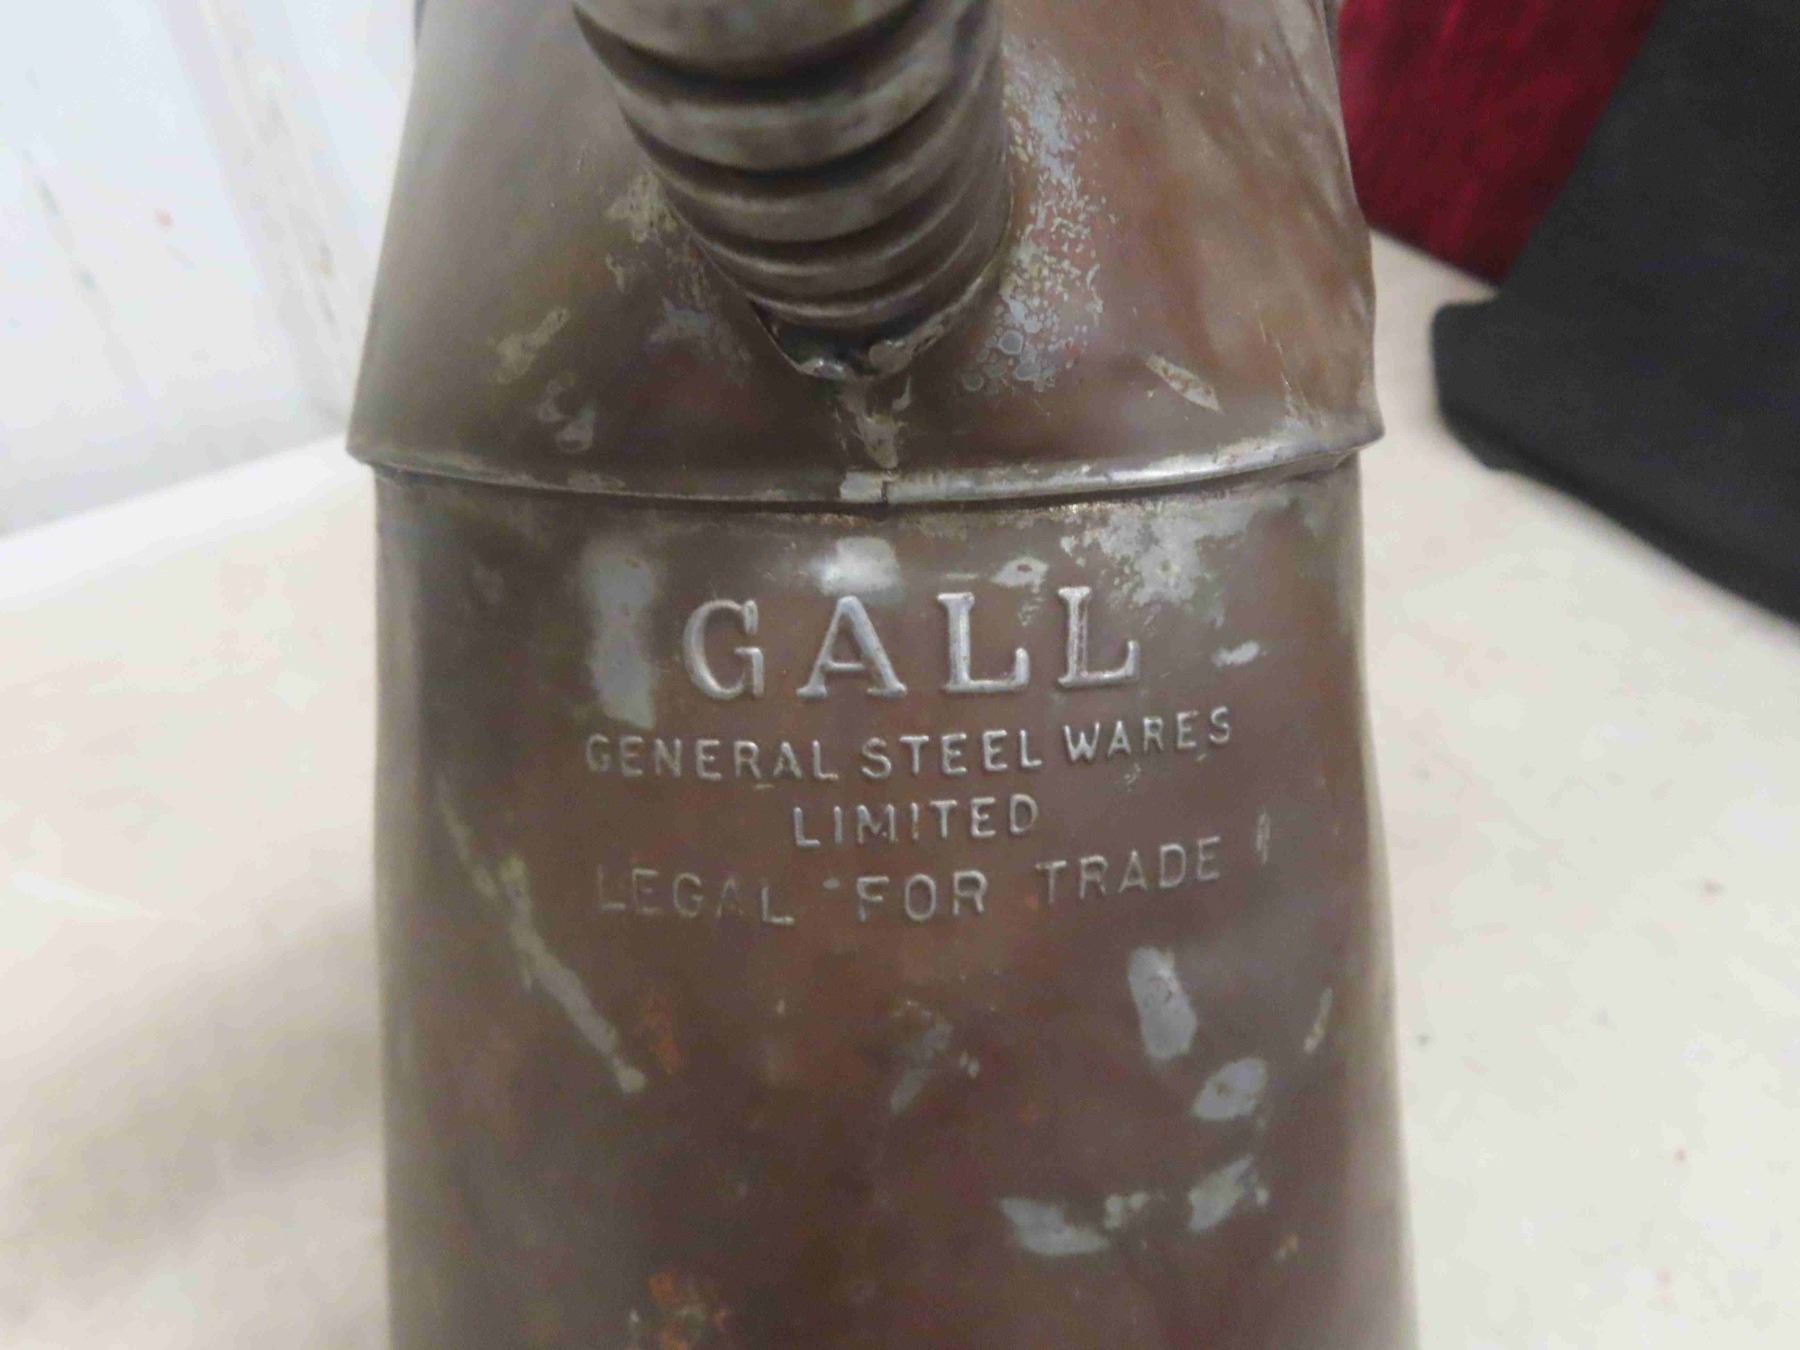 GALL
GENERAL STEEL WARES
LIMITED
LEGAL FOR TRADE